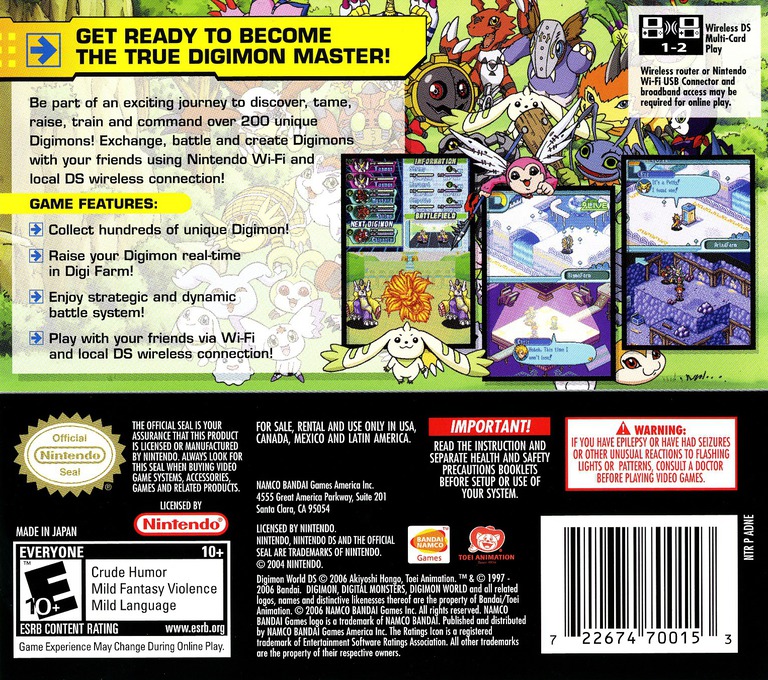 GET READY TO BECOME
THE TRUE DIGIMON MASTER!
1-2
Wireless DS
Multi-Card
Play
Wireless router or Nintendo
Wi-Fi USB Connector and
broadband access may be
required for online play.
Be part of an exciting journey to discover, tame,
raise, train and command over 200 unique
Digimons! Exchange, battle and create Digimons
with your friends using Nintendo Wi-Fi and
local DS wireless connection!
GAME FEATURES:
Collect hundreds of unique Digimon!
Raise your Digimon real-time
in Digi Farm!
Enjoy strategic and dynamic
battle system!
Play with your friends via Wi-Fi
and local DS wireless connection!
INFORMATION
BATTLEFIELD
NEXT DIGIMON
It's a Petit
Official
Nintendo
Seal
®
THE OFFICIAL SEAL IS YOUR
ASSURANCE THAT THIS PRODUCT
IS LICENSED OR MANUFACTURED
BY NINTENDO. ALWAYS LOOK FOR
THIS SEAL WHEN BUYING VIDEO
GAME SYSTEMS, ACCESSORIES,
GAMES AND RELATED PRODUCTS.
LICENSED BY
Nintendo®
MADE IN JAPAN
EVERYONE 10+
E
10+
™
Crude Humor
Mild Fantasy Violence
Mild Language
ESRB CONTENT RATING www.esrb.org
Game Experience May Change During Online Play.
FOR SALE, RENTAL AND USE ONLY IN USA,
CANADA, MEXICO AND LATIN AMERICA.
NAMCO BANDAI Games America Inc.
4555 Great America Parkway, Suite 201
Santa Clara, CA 95054
LICENSED BY NINTENDO.
NINTENDO, NINTENDO DS AND THE OFFICIAL
SEAL ARE TRADEMARKS OF NINTENDO.
© 2004 NINTENDO.
BANDAI
NAMCO
Games
TOEI ANIMATION
Digimon World DS © 2006 Akiyoshi Hongo, Toei Animation. ™ & © 1997 -
2006 Bandai. DIGIMON, DIGITAL MONSTERS, DIGIMON WORLD and all related
logos, names and distinctive likenesses thereof are the property of Bandai/Toei
Animation. © 2006 NAMCO BANDAI Games Inc. All rights reserved. NAMCO
BANDAI Games logo is a trademark of NAMCO BANDAI. Published and distributed
by NAMCO BANDAI Games America Inc. The Ratings Icon is a registered
trademark of Entertainment Software Ratings Association. All other trademarks
are the property of their respective owners.
IMPORTANT!
READ THE INSTRUCTION AND
SEPARATE HEALTH AND SAFETY
PRECAUTIONS BOOKLETS
BEFORE SETUP OR USE OF
YOUR SYSTEM.
WARNING:
IF YOU HAVE EPILEPSY OR HAVE HAD SEIZURES
OR OTHER UNUSUAL REACTIONS TO FLASHING
LIGHTS OR PATTERNS, CONSULT A DOCTOR
BEFORE PLAYING VIDEO GAMES.
7 22674 70015 3
NTR P ADNE